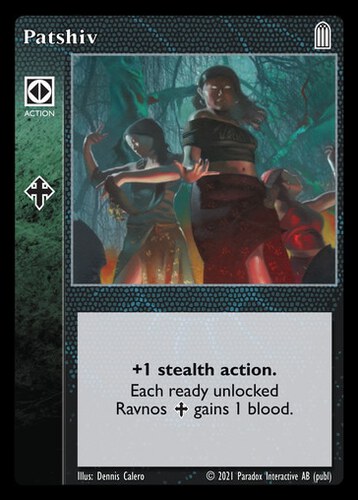 Patshiv
ACTION
+1 stealth action.
Each ready unlocked
Ravnos gains 1 blood.
Illus: Dennis Calero © 2021 Paradox Interactive AB (publ)